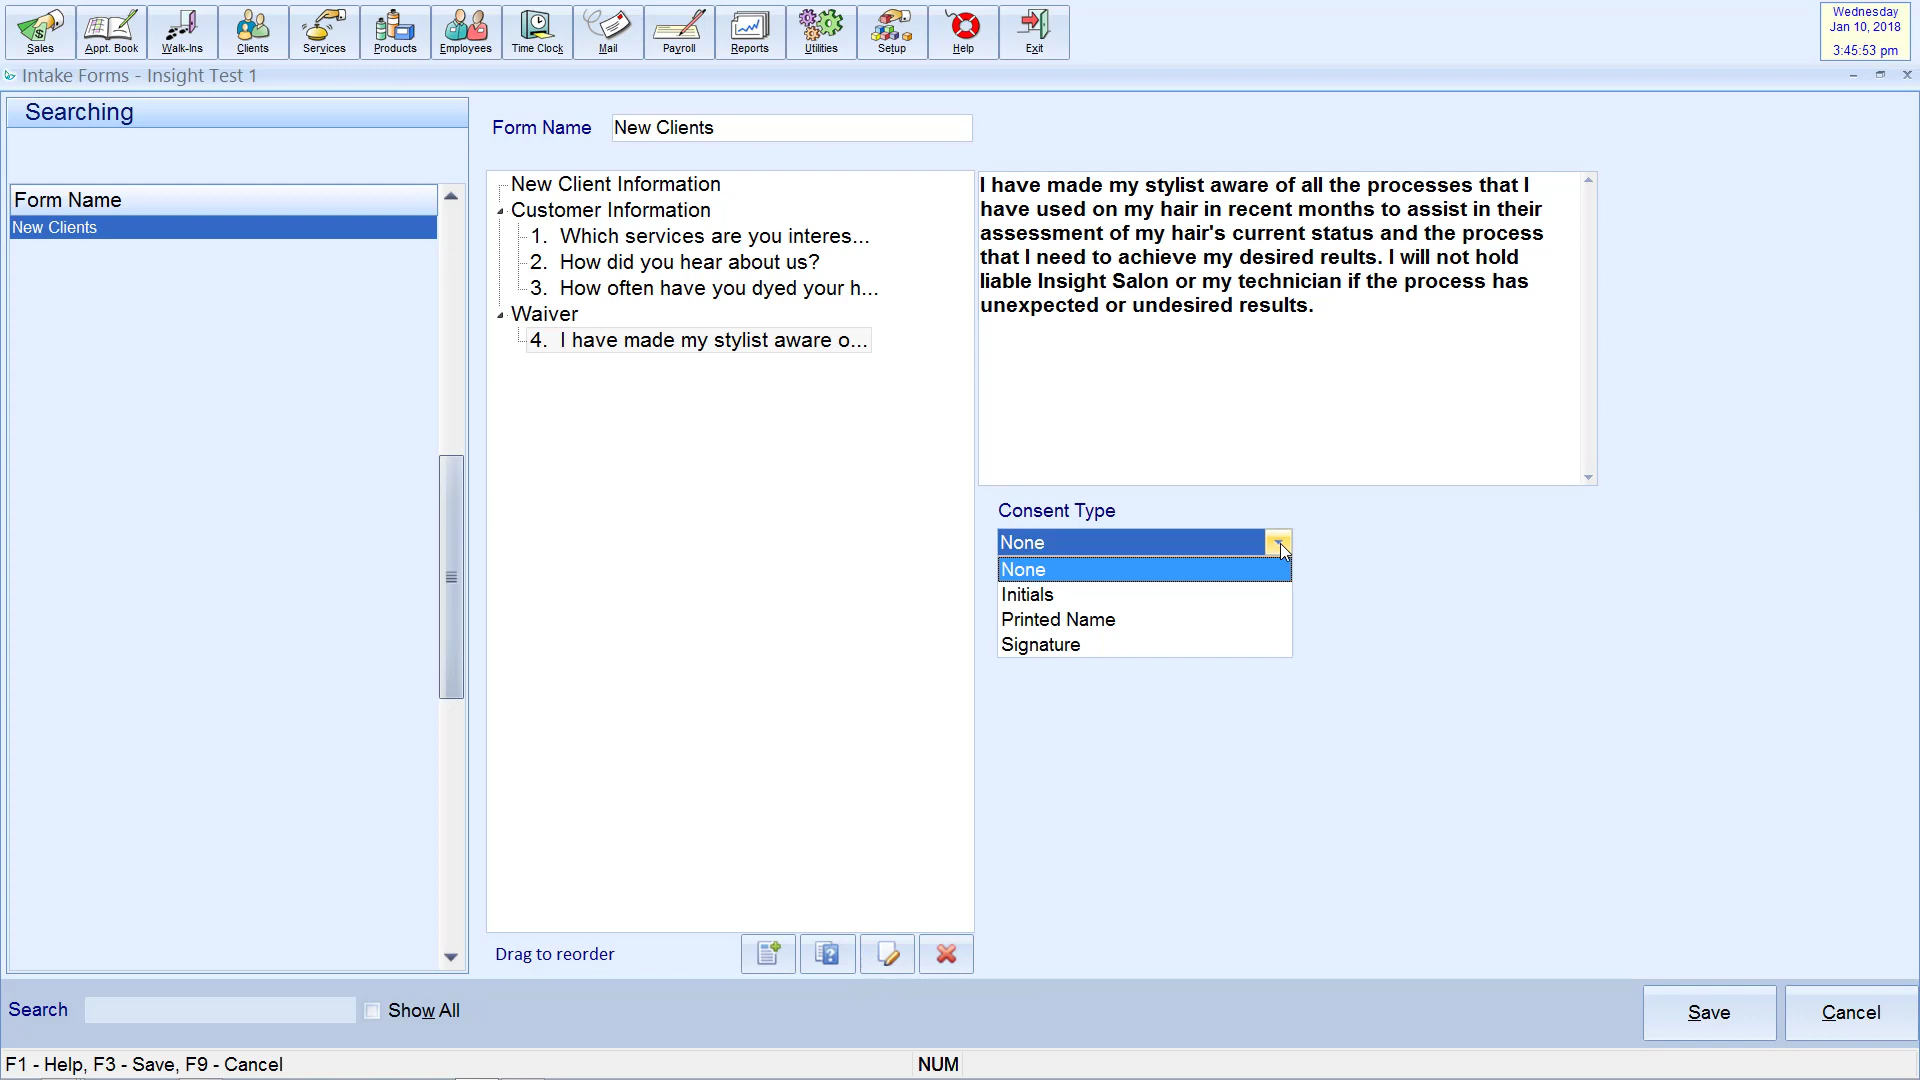 Sales
Appt. Book
Walk-Ins
Clients
Services
Products
Employees
Time Clock
Mail
Payroll
Reports
Utilities
Setup
Help
Exit
Wednesday
Jan 10, 2018
3:45:53 pm
Intake Forms - Insight Test 1
Searching
Form Name
New Clients
Form Name
New Clients
New Client Information
Customer Information
1. Which services are you interes...
2. How did you hear about us?
3. How often have you dyed your h...
Waiver
4. I have made my stylist aware o...
I have made my stylist aware of all the processes that I
have used on my hair in recent months to assist in their
assessment of my hair's current status and the process
that I need to achieve my desired reults. I will not hold
liable Insight Salon or my technician if the process has
unexpected or undesired results.
Consent Type
None
None
Initials
Printed Name
Signature
Drag to reorder
Search
Show All
Save
Cancel
F1 - Help, F3 - Save, F9 - Cancel
NUM